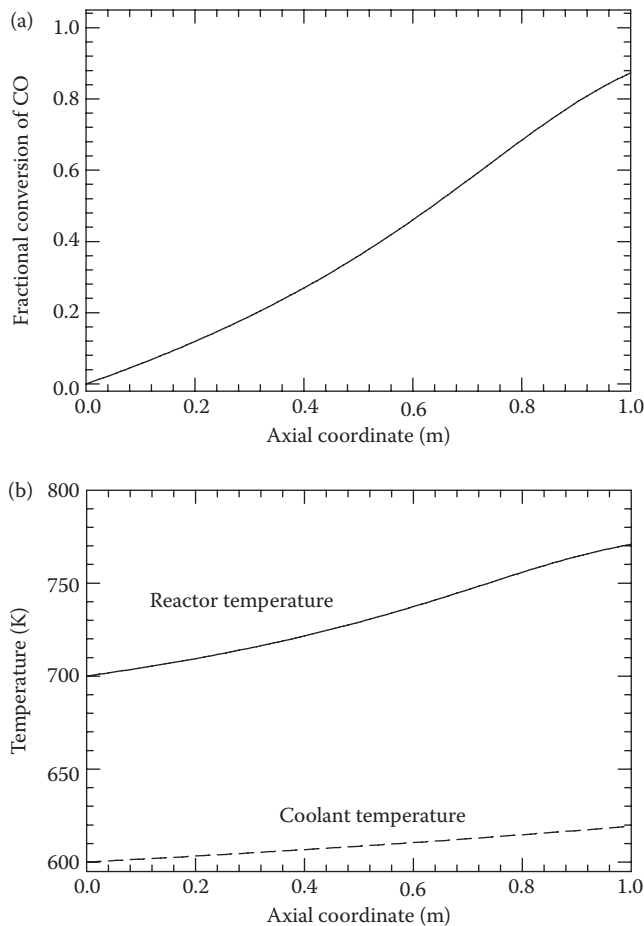 (a)
1.0
0.8
0.6
0.4
0.2
0.0
Fractional conversion of CO
0.0 0.2 0.4 0.6 0.8 1.0
Axial coordinate (m)
(b)
800
750
700
650
600
Temperature (K)
Reactor temperature
Coolant temperature
0.0 0.2 0.4 0.6 0.8 1.0
Axial coordinate (m)